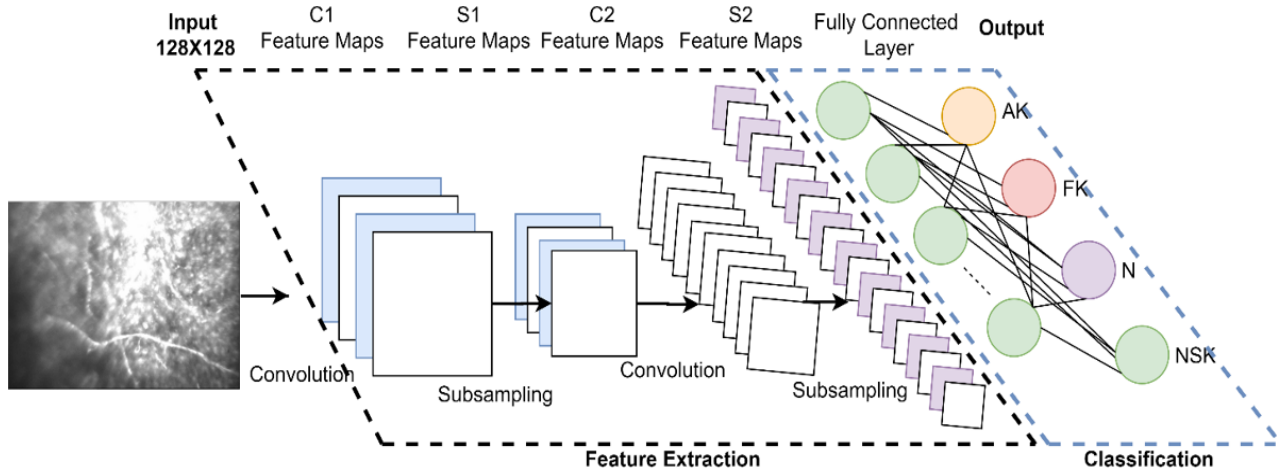 Input
128X128
C1
Feature Maps
S1
Feature Maps
C2
Feature Maps
S2
Feature Maps
Fully Connected
Layer
Output
AK
FK
N
NSK
Convolution
Subsampling
Convolution
Subsampling
Feature Extraction
Classification